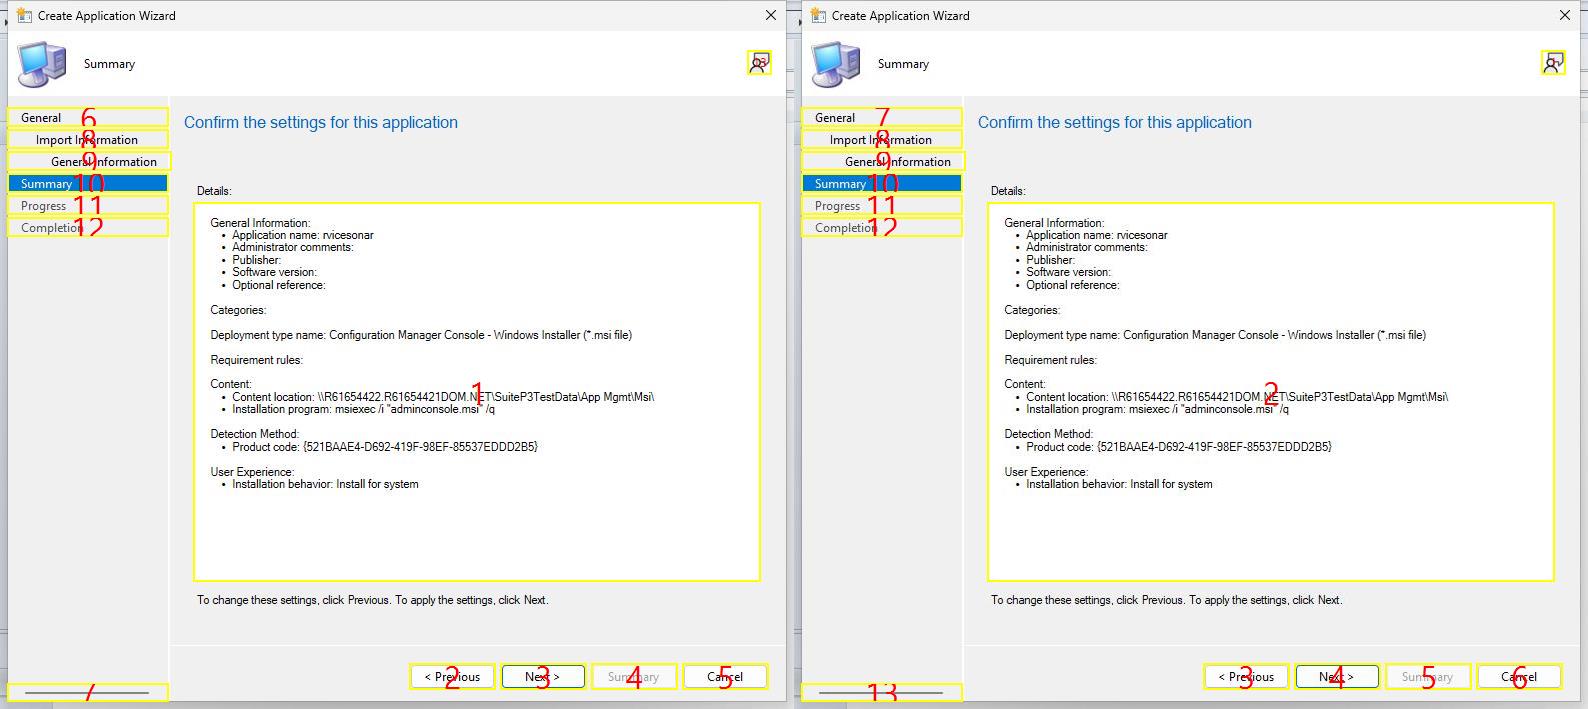 Create Application Wizard
Summary
13
General 6
Import Information 8
General Information 9
Summary 10
Progress 11
Completion 12
7
Confirm the settings for this application
Details:
General Information:
• Application name: rvicesonar
• Administrator comments:
• Publisher:
• Software version:
• Optional reference:
Categories:
Deployment type name: Configuration Manager Console - Windows Installer (*.msi file)
Requirement rules:
Content:
1
• Content location: \\R61654422.R61654421DOM.NET\SuiteP3TestData\App Mgmt\Msi\
• Installation program: msiexec /i "adminconsole.msi" /q
Detection Method:
• Product code: {521BAAE4-D692-419F-98EF-85537EDDD2B5}
User Experience:
• Installation behavior: Install for system
To change these settings, click Previous. To apply the settings, click Next.
< Previous 2 Next > 3 Summary 4 Cancel 5
Create Application Wizard
Summary
General 7
Import Information 8
General Information 9
Summary 10
Progress 11
Completion 12
13
Confirm the settings for this application
Details:
General Information:
• Application name: rvicesonar
• Administrator comments:
• Publisher:
• Software version:
• Optional reference:
Categories:
Deployment type name: Configuration Manager Console - Windows Installer (*.msi file)
Requirement rules:
Content:
2
• Content location: \\R61654422.R61654421DOM.NET\SuiteP3TestData\App Mgmt\Msi\
• Installation program: msiexec /i "adminconsole.msi" /q
Detection Method:
• Product code: {521BAAE4-D692-419F-98EF-85537EDDD2B5}
User Experience:
• Installation behavior: Install for system
To change these settings, click Previous. To apply the settings, click Next.
< Previous 3 Next > 4 Summary 5 Cancel 6